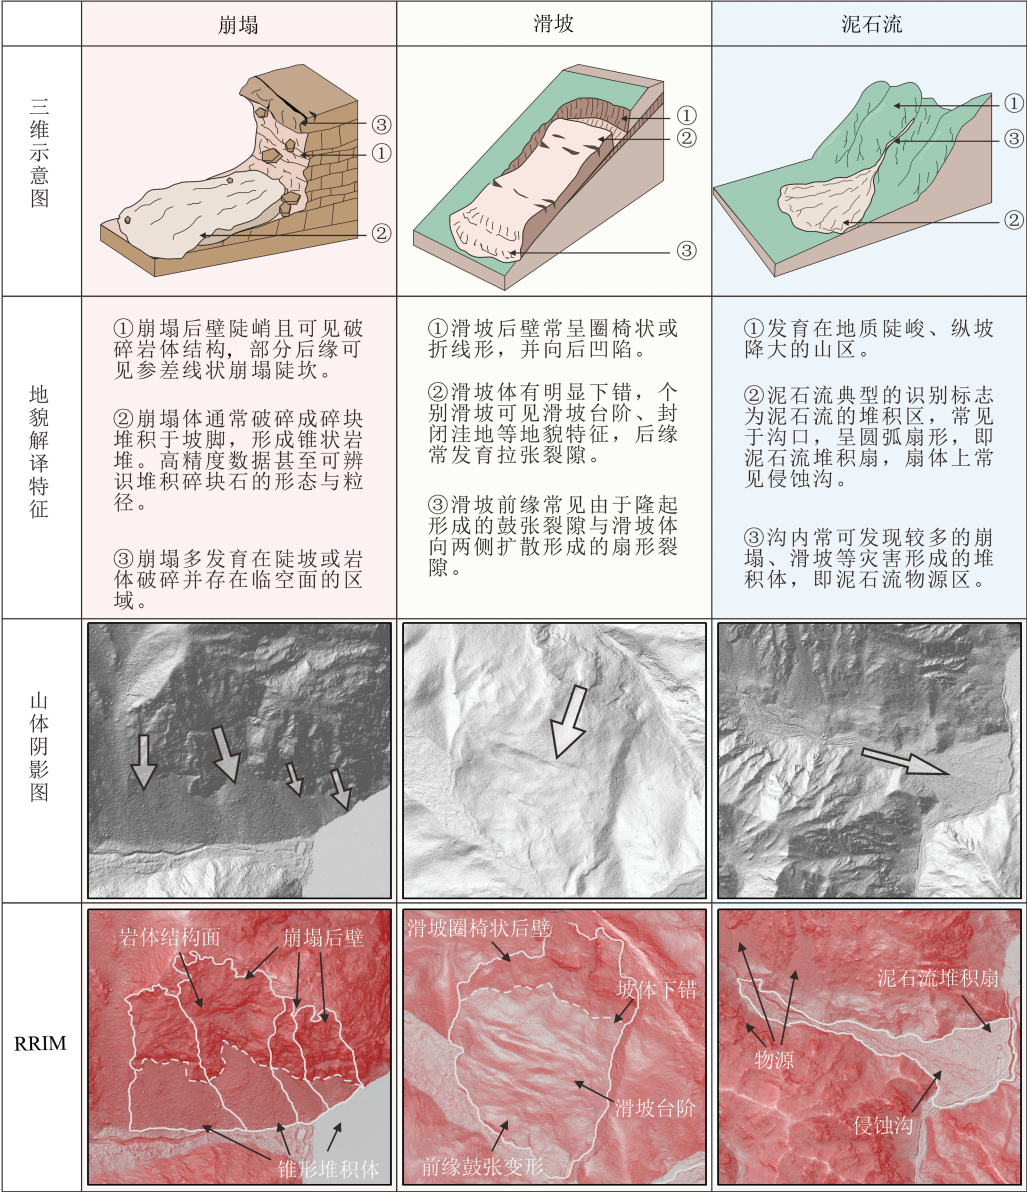 崩塌
滑坡
泥石流
三维示意图
③
①
②
①
②
③
①
③
②
地貌解译特征
①崩塌后壁陡峭且可见破
碎岩体结构，部分后缘可
见参差线状崩塌陡坎。
②崩塌体通常破碎成碎块
堆积于坡脚，形成锥状岩
堆。高精度数据甚至可辨
识堆积碎块石的形态与粒
径。
③崩塌多发育在陡坡或岩
体破碎并存在临空面的区
域。
①滑坡后壁常呈圈椅状或
折线形，并向后凹陷。
②滑坡体有明显下错，个
别滑坡可见滑坡台阶、封
闭洼地等地貌特征，后缘
常发育拉张裂隙。
③滑坡前缘常见由于隆起
形成的鼓张裂隙与滑坡体
向两侧扩散形成的扇形裂
隙。
①发育在地质陡峻、纵坡
降大的山区。
②泥石流典型的识别标志
为泥石流的堆积区，常见
于沟口，呈圆弧扇形，即
泥石流堆积扇，扇体上常
见侵蚀沟。
③沟内常可发现较多的崩
塌、滑坡等灾害形成的堆
积体，即泥石流物源区。
山体阴影图
RRIM
岩体结构面
崩塌后壁
锥形堆积体
滑坡圈椅状后壁
坡体下错
滑坡台阶
前缘鼓张变形
泥石流堆积扇
物源
侵蚀沟